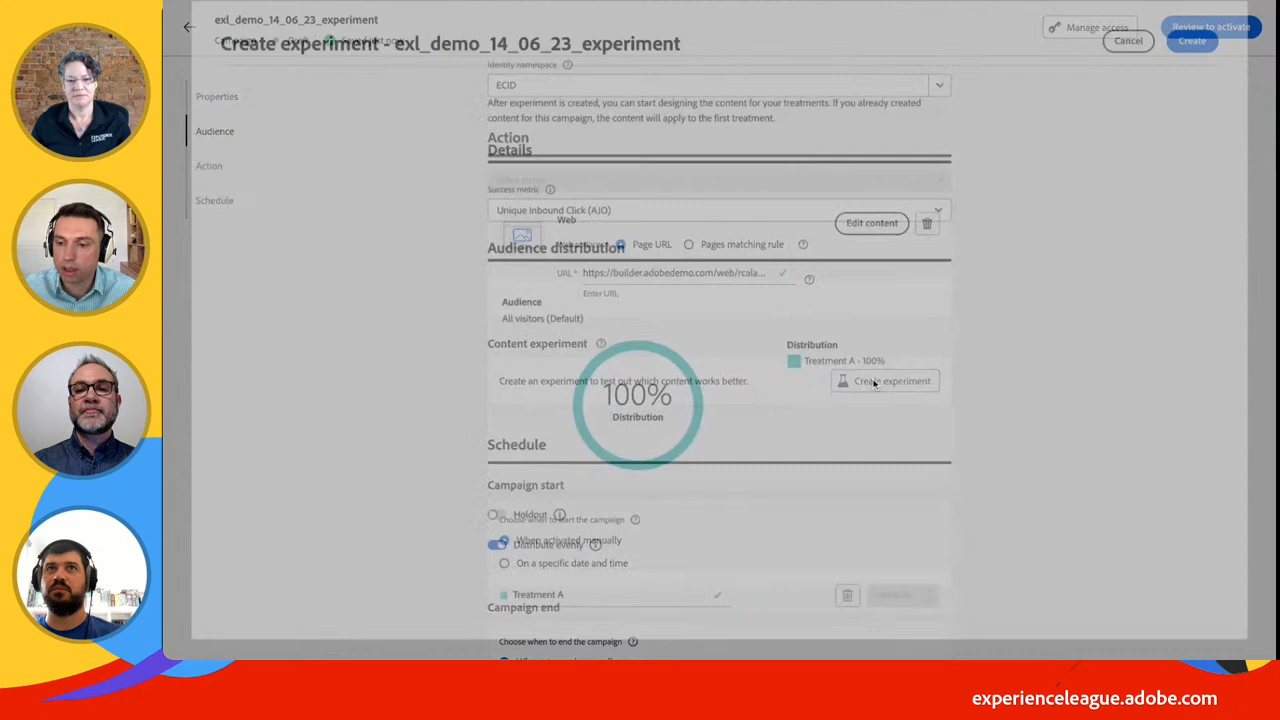 exl_demo_14_06_23_experiment
Manage access
Review to activate
Create experiment - exl_demo_14_06_23_experiment
Cancel
Create
Properties
Audience
Action
Schedule
Identity namespace
ECID
After experiment is created, you can start designing the content for your treatments. If you already created
content for this campaign, the content will apply to the first treatment.
Action
Details
Success metric
Unique Inbound Click (AJO)
Web
Edit content
Page URL
Pages matching rule
Audience distribution
URL * https://builder.adobedemo.com/web/rcala...
Enter URL
Audience
All visitors (Default)
Content experiment
Distribution
Treatment A - 100%
Create an experiment to test out which content works better.
Create experiment
100%
Distribution
Schedule
Campaign start
Holdout
Choose when to start the campaign
When activated manually
Distribute evenly
On a specific date and time
Treatment A
Campaign end
Choose when to end the campaign
EXPERIENCE
LEAGUE
experienceleague.adobe.com